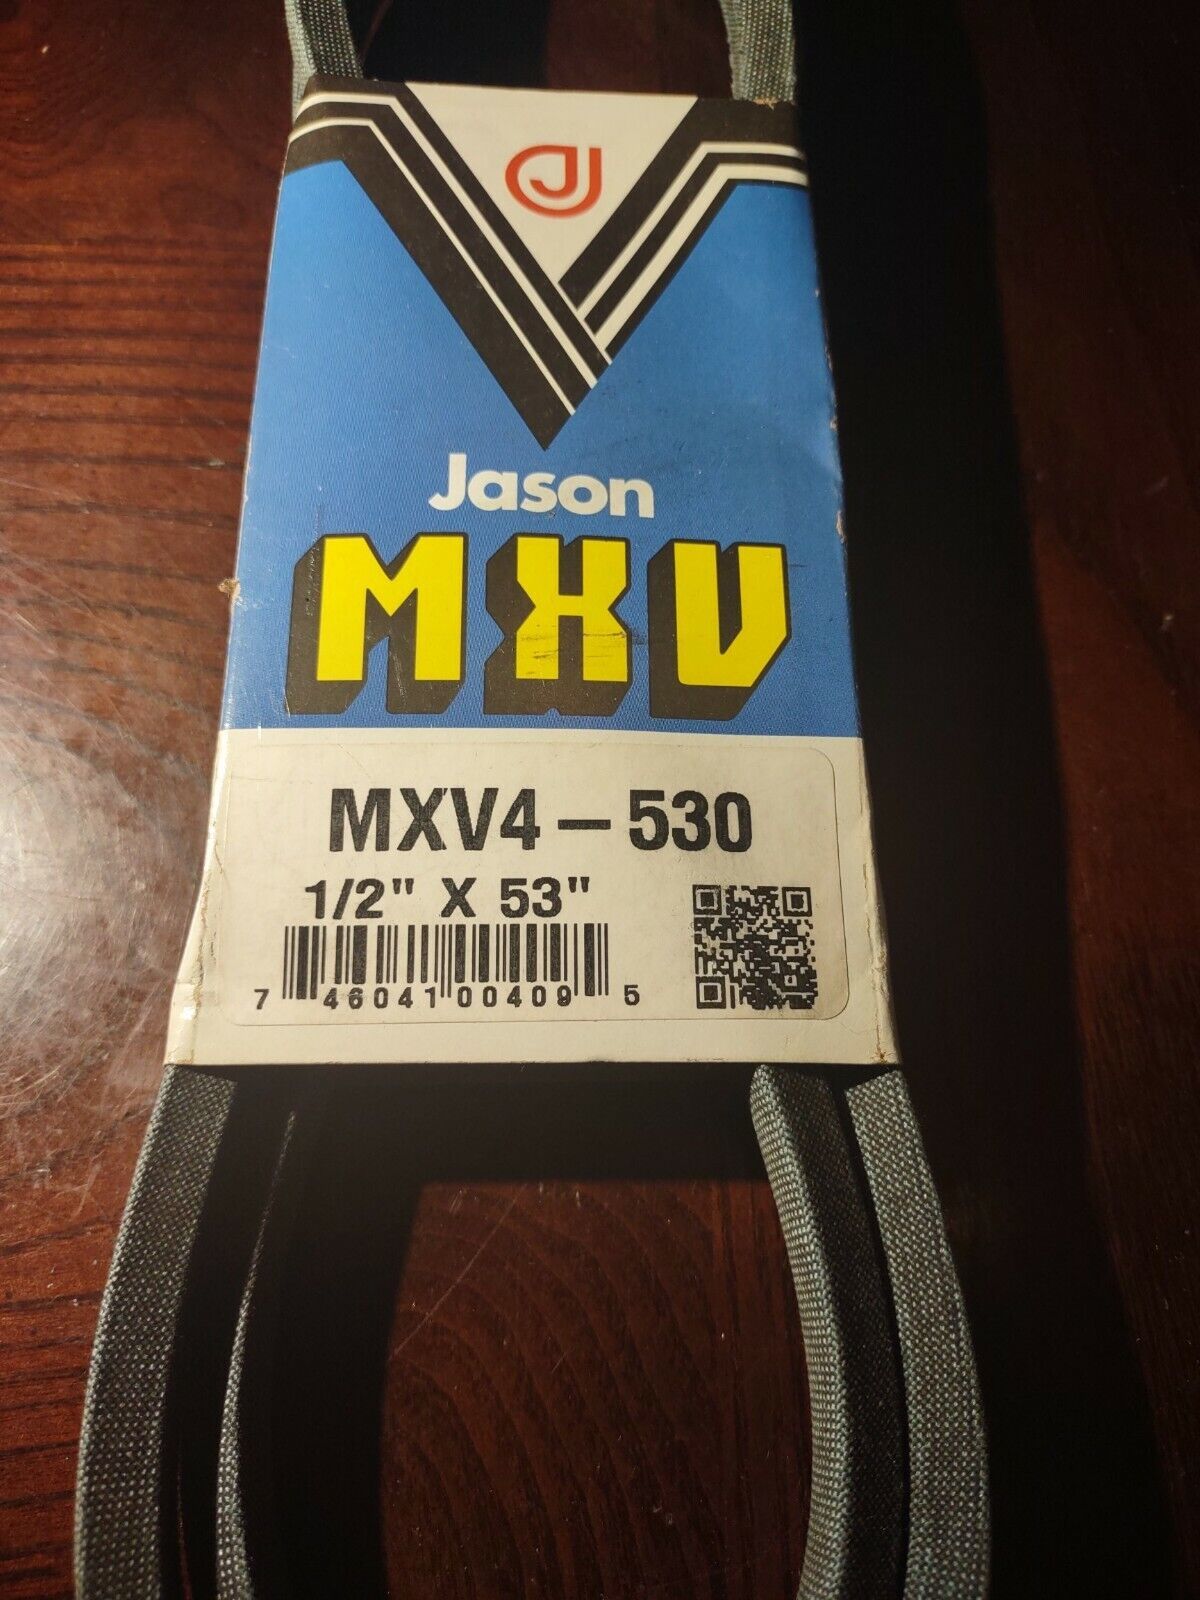 J
Jason
MXV
MXV4-530
1/2" X 53"
7 46041 00409 5